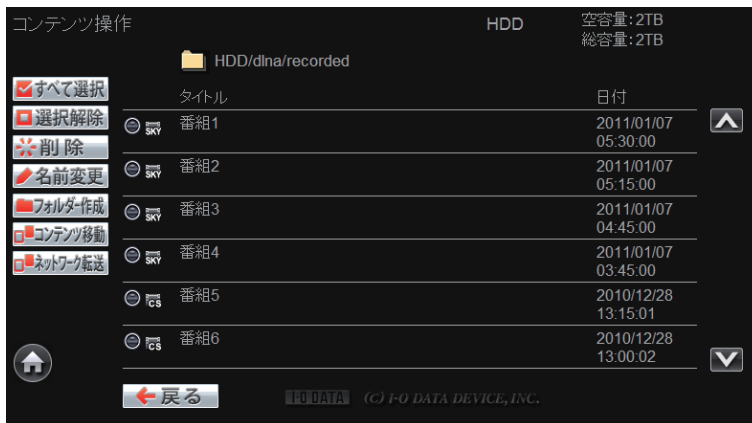 コンテンツ操作
HDD
空容量:2TB
総容量:2TB
HDD/dlna/recorded
すべて選択
選択解除
削 除
名前変更
フォルダ-作成
コンテンツ移動
ネットワーク転送
タイトル 日付
SKY 番組1 2011/01/07
05:30:00
SKY 番組2 2011/01/07
05:15:00
SKY 番組3 2011/01/07
04:45:00
SKY 番組4 2011/01/07
03:45:00
CS 番組5 2010/12/28
13:15:01
CS 番組6 2010/12/28
13:00:02
戻る
I-O DATA (C) I-O DATA DEVICE, INC.